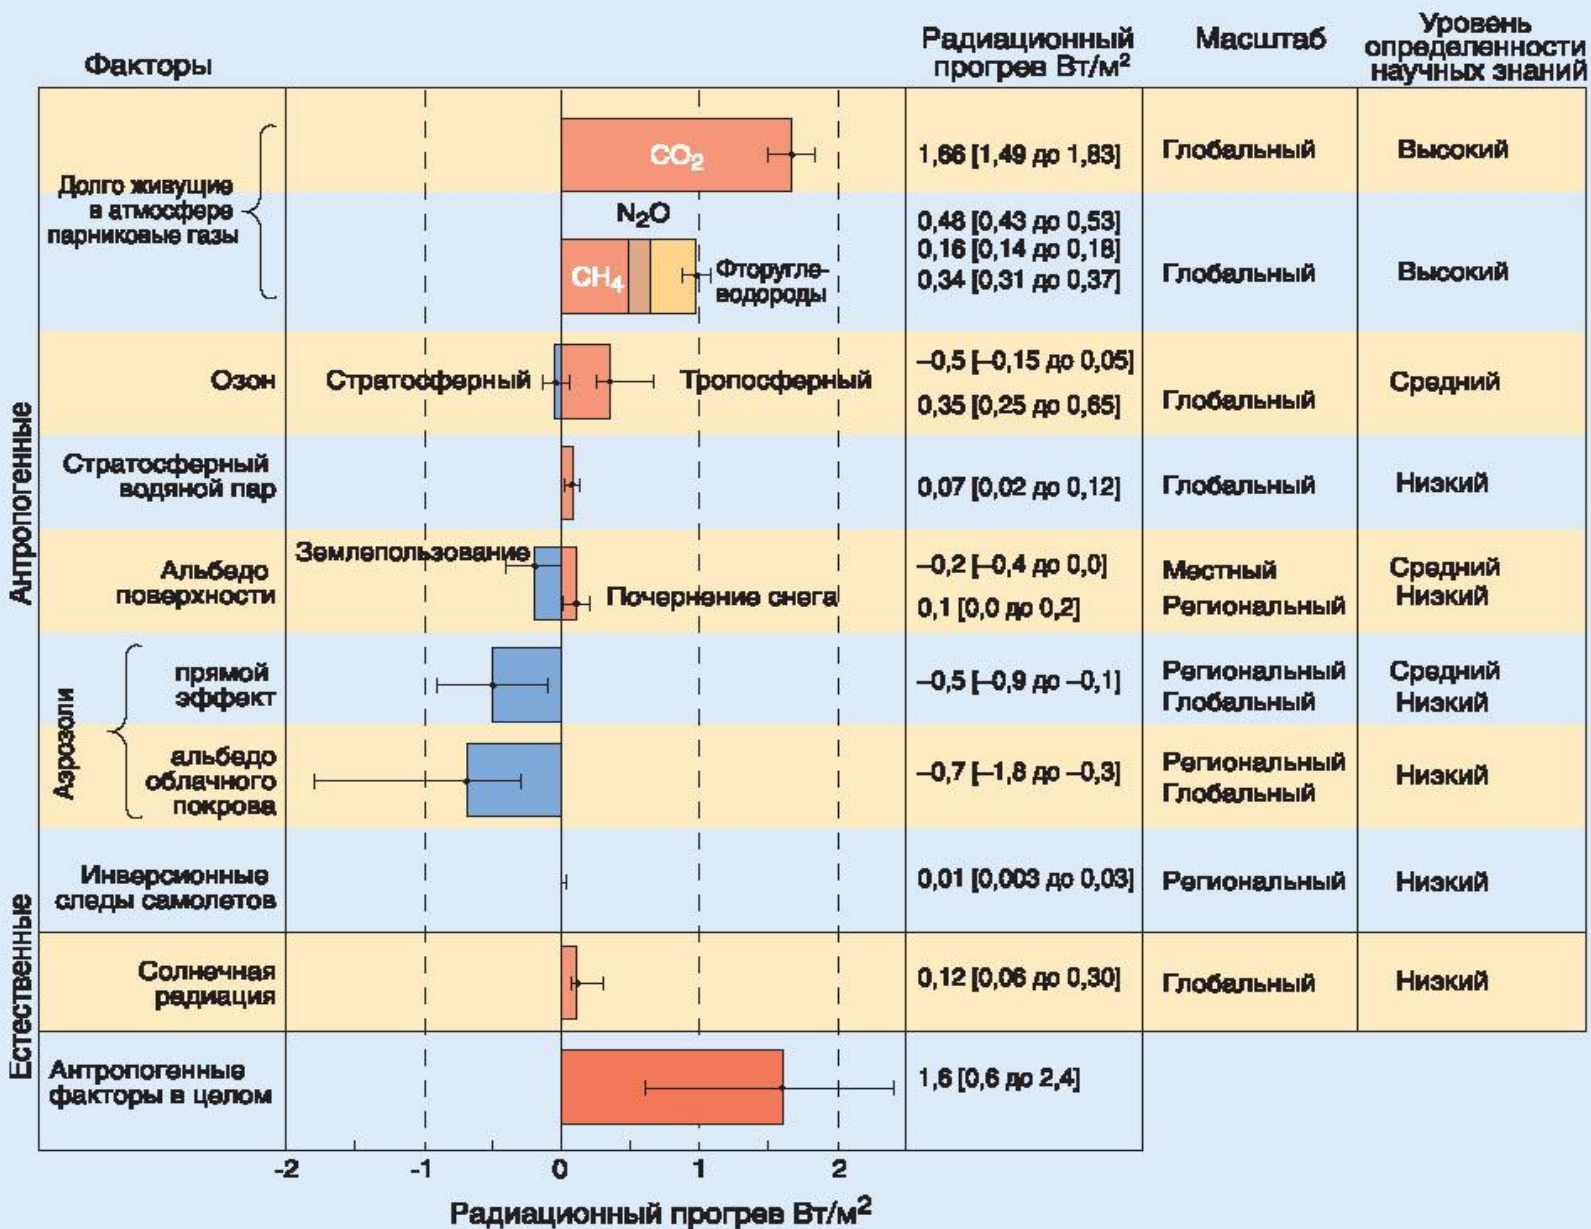 Факторы
Радиационный
прогрев Вт/м²
Масштаб
Уровень
определенности
научных знаний
Антропогенные
Долго живущие
в атмосфере
парниковые газы
CO₂
1,66 [1,49 до 1,83]
Глобальный
Высокий
N₂O
CH₄
Фторугле-
водороды
0,48 [0,43 до 0,53]
0,16 [0,14 до 0,18]
0,34 [0,31 до 0,37]
Глобальный
Высокий
Озон
Стратосферный
Тропосферный
–0,5 [–0,15 до 0,05]
0,35 [0,25 до 0,65]
Глобальный
Средний
Стратосферный
водяной пар
0,07 [0,02 до 0,12]
Глобальный
Низкий
Альбедо
поверхности
Землепользование
Почернение снега
–0,2 [–0,4 до 0,0]
0,1 [0,0 до 0,2]
Местный
Региональный
Средний
Низкий
Аэрозоли
прямой
эффект
–0,5 [–0,9 до –0,1]
Региональный
Глобальный
Средний
Низкий
альбедо
облачного
покрова
–0,7 [–1,8 до –0,3]
Региональный
Глобальный
Низкий
Инверсионные
следы самолетов
0,01 [0,003 до 0,03]
Региональный
Низкий
Естественные
Солнечная
радиация
0,12 [0,06 до 0,30]
Глобальный
Низкий
Антропогенные
факторы в целом
1,6 [0,6 до 2,4]
-2 -1 0 1 2
Радиационный прогрев Вт/м²